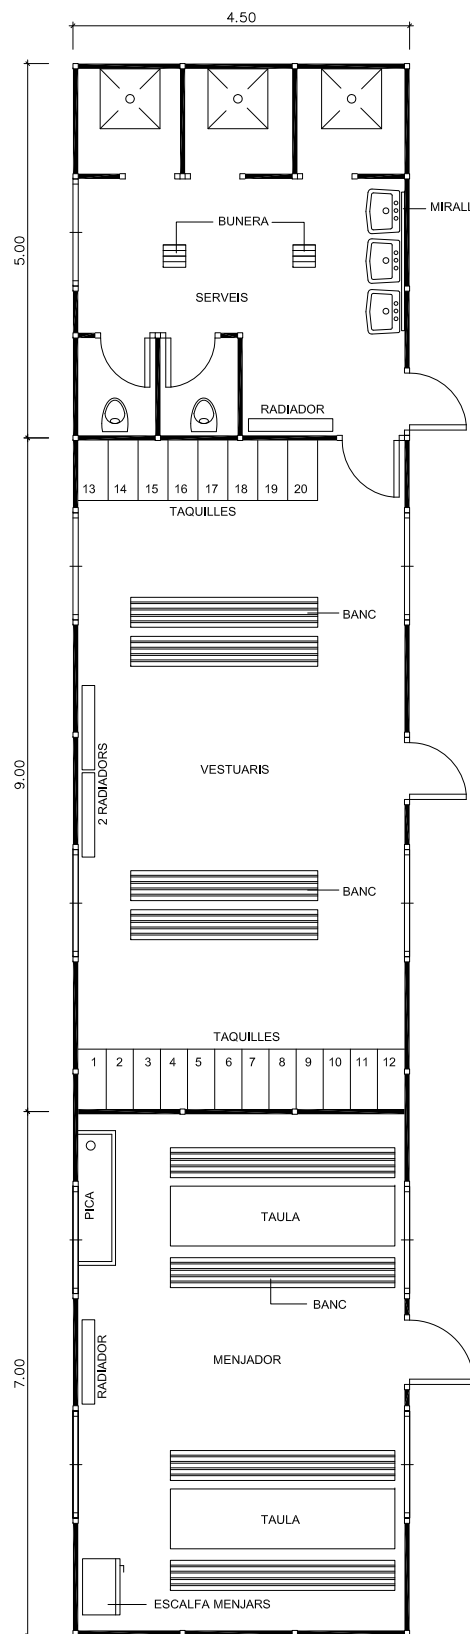 4.50
5.00
MIRALL
BUNERA
SERVEIS
RADIADOR
13 14 15 16 17 18 19 20
TAQUILLES
BANC
9.00
2 RADIADORS
VESTUARIS
BANC
TAQUILLES
1 2 3 4 5 6 7 8 9 10 11 12
PICA
TAULA
BANC
7.00
RADIADOR
MENJADOR
TAULA
ESCALFA MENJARS